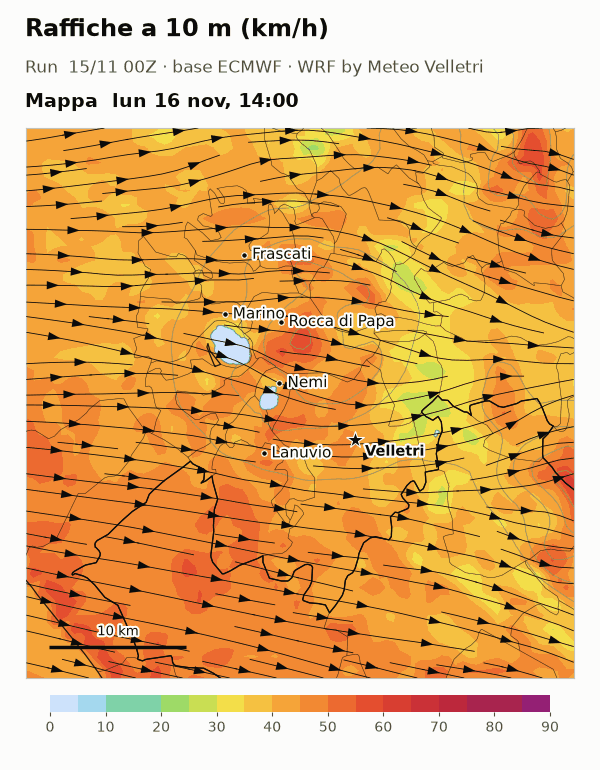 Raffiche a 10 m (km/h)
Run  15/11 00Z · base ECMWF · WRF by Meteo Velletri
Mappa  lun 16 nov, 14:00
Frascati
Marino
Rocca di Papa
Nemi
Velletri
Lanuvio
10 km
0 10 20 30 40 50 60 70 80 90